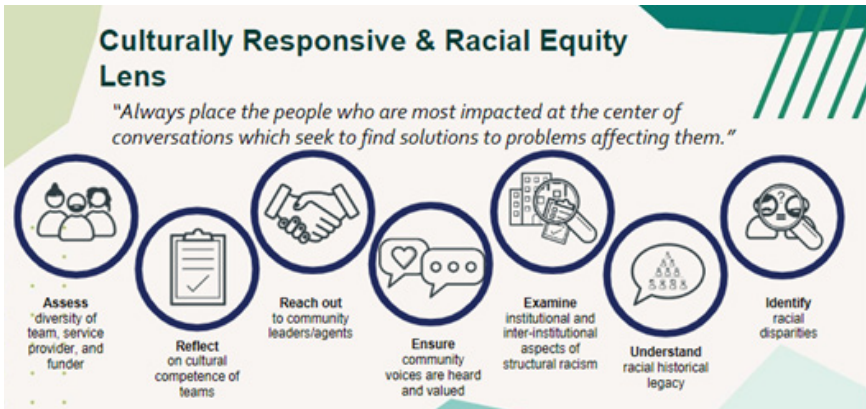 Culturally Responsive & Racial Equity
Lens
"Always place the people who are most impacted at the center of
conversations which seek to find solutions to problems affecting them."
Assess
diversity of
team, service
provider, and
funder
Reflect
on cultural
competence of
teams
Reach out
to community
leaders/agents
Ensure
community
voices are heard
and valued
Examine
institutional and
inter-institutional
aspects of
structural racism
Understand
racial historical
legacy
Identify
racial
disparities